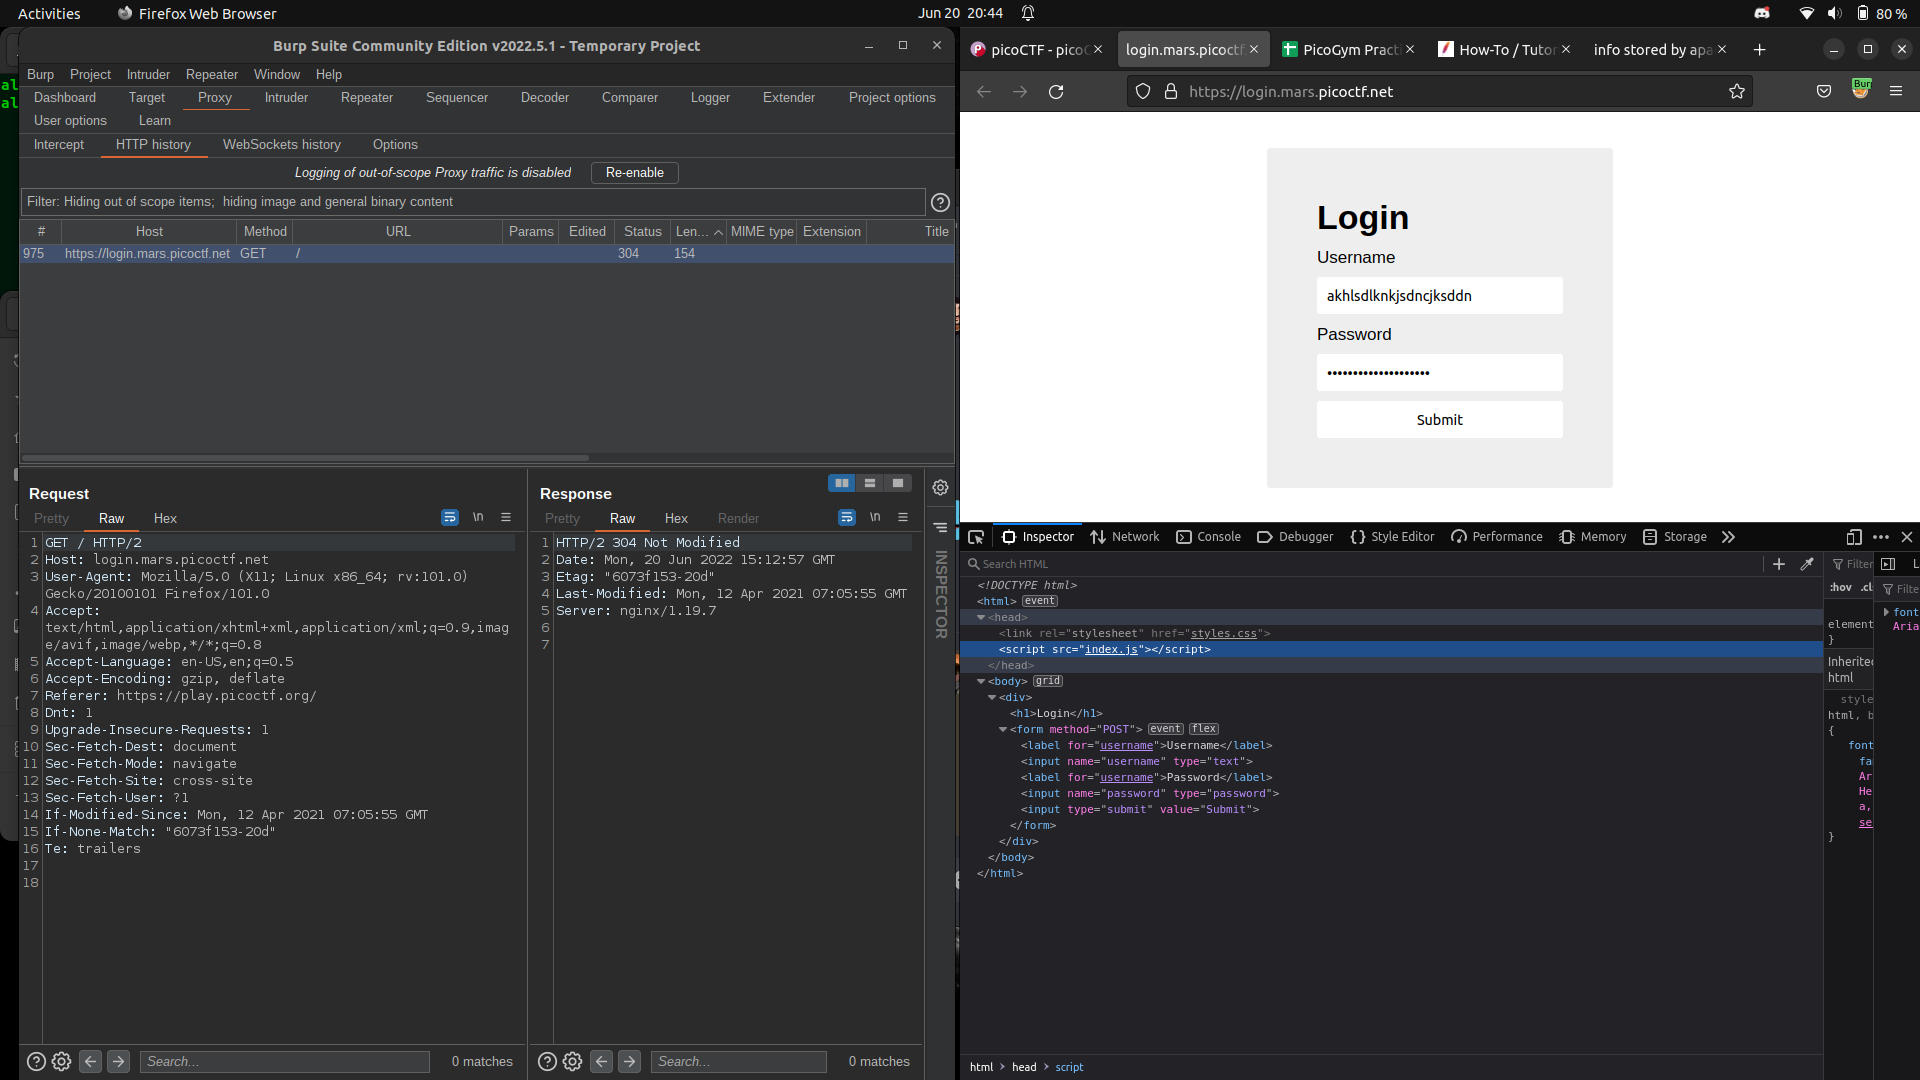 Activities
Firefox Web Browser
Jun 20 20:44
80 %
Burp Suite Community Edition v2022.5.1 - Temporary Project
Burp Project Intruder Repeater Window Help
Dashboard Target Proxy Intruder Repeater Sequencer Decoder Comparer Logger Extender Project options
User options Learn
Intercept HTTP history WebSockets history Options
Logging of out-of-scope Proxy traffic is disabled Re-enable
Filter: Hiding out of scope items; hiding image and general binary content
# Host Method URL Params Edited Status Len... MIME type Extension Title
975 https://login.mars.picoctf.net GET / 304 154
Request
Pretty Raw Hex \n
1 GET / HTTP/2
2 Host: login.mars.picoctf.net
3 User-Agent: Mozilla/5.0 (X11; Linux x86_64; rv:101.0)
Gecko/20100101 Firefox/101.0
4 Accept:
text/html,application/xhtml+xml,application/xml;q=0.9,imag
e/avif,image/webp,*/*;q=0.8
5 Accept-Language: en-US,en;q=0.5
6 Accept-Encoding: gzip, deflate
7 Referer: https://play.picoctf.org/
8 Dnt: 1
9 Upgrade-Insecure-Requests: 1
10 Sec-Fetch-Dest: document
11 Sec-Fetch-Mode: navigate
12 Sec-Fetch-Site: cross-site
13 Sec-Fetch-User: ?1
14 If-Modified-Since: Mon, 12 Apr 2021 07:05:55 GMT
15 If-None-Match: "6073f153-20d"
16 Te: trailers
17
18
Search... 0 matches
Response
Pretty Raw Hex Render \n
1 HTTP/2 304 Not Modified
2 Date: Mon, 20 Jun 2022 15:12:57 GMT
3 Etag: "6073f153-20d"
4 Last-Modified: Mon, 12 Apr 2021 07:05:55 GMT
5 Server: nginx/1.19.7
6
7
Search... 0 matches
INSPECTOR
picoCTF - picoC login.mars.picoctf PicoGym Pract How-To / Tutor info stored by apa
https://login.mars.picoctf.net
Burp
Login
Username
akhlsdlknkjsdncjksddn
Password
••••••••••••••••••••
Submit
Inspector Network Console Debugger Style Editor Performance Memory Storage
Search HTML
<!DOCTYPE html>
<html> event
<head>
<link rel="stylesheet" href="styles.css">
<script src="index.js"></script>
</head>
<body> grid
<div>
<h1>Login</h1>
<form method="POST"> event flex
<label for="username">Username</label>
<input name="username" type="text">
<label for="username">Password</label>
<input name="password" type="password">
<input type="submit" value="Submit">
</form>
</div>
</body>
</html>
html > head > script
Filter
:hov .cl
element
}
Inherited
html
style
html, b
{
font
fa
Ar
He
a,
se
}
L
Filte
font
Aria